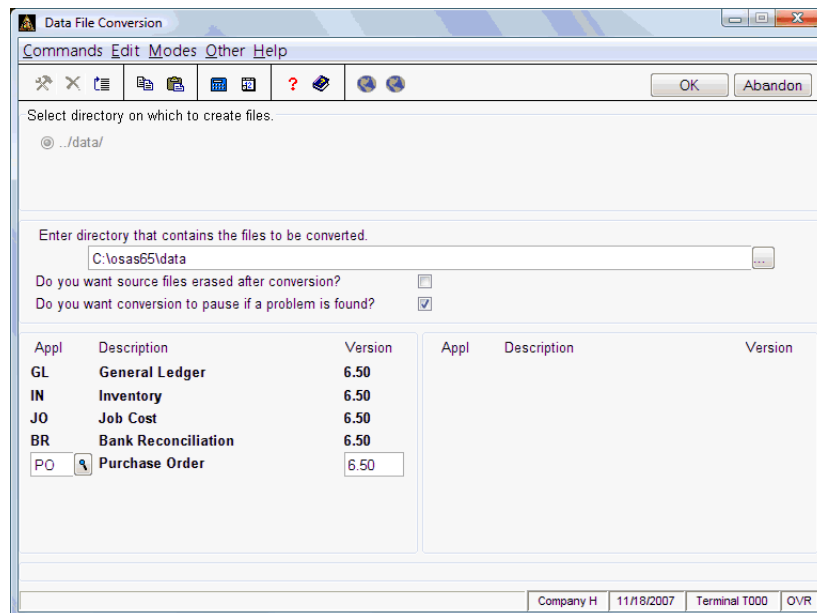 Data File Conversion
Commands Edit Modes Other Help
OK Abandon
Select directory on which to create files.
../data/
Enter directory that contains the files to be converted.
C:\osas65\data
...
Do you want source files erased after conversion?
Do you want conversion to pause if a problem is found?
Appl Description Version Appl Description Version
GL General Ledger 6.50
IN Inventory 6.50
JO Job Cost 6.50
BR Bank Reconciliation 6.50
PO Purchase Order 6.50
Company H 11/18/2007 Terminal T000 OVR